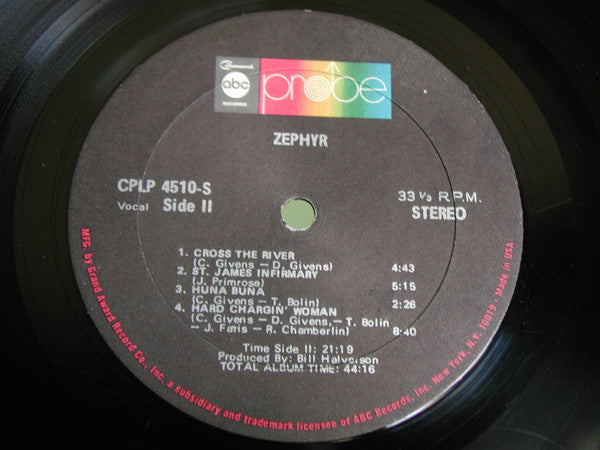 Command
abc
RECORDS
probe
ZEPHYR
CPLP 4510-S
33 1/3 R.P.M.
Vocal Side II
STEREO
1. CROSS THE RIVER
(C. Givens — D. Givens) 4:43
2. ST. JAMES INFIRMARY
(J. Primrose) 5:15
3. HUNA BUNA
(C. Givens — T. Bolin) 2:26
4. HARD CHARGIN' WOMAN
(C. Givens — D. Givens, — T. Bolin
— J. Faris — R. Chamberlin) 8:40
Time Side II: 21:19
Produced By: Bill Halverson
TOTAL ALBUM TIME: 44:16
MFG. by Grand Award Record Co., Inc. a subsidiary and trademark licensee of ABC Records, Inc. New York, N.Y. 10019 - Made in USA